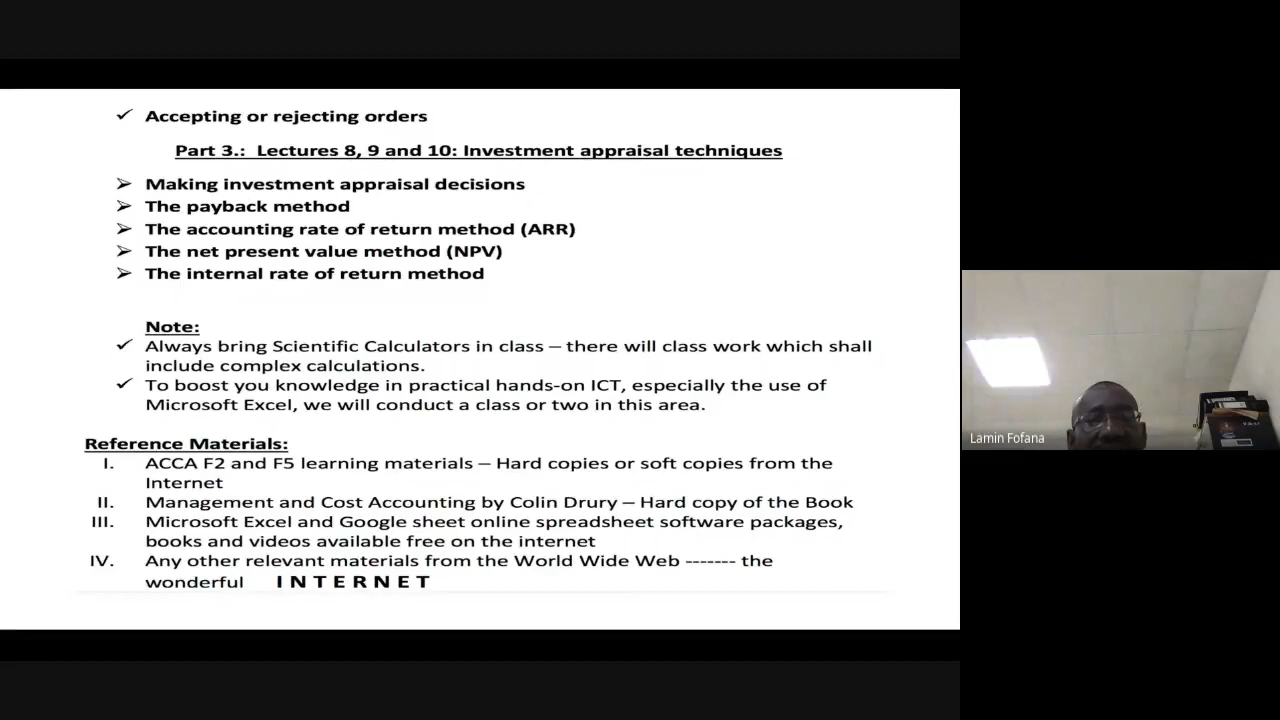 ✓ Accepting or rejecting orders
Part 3.: Lectures 8, 9 and 10: Investment appraisal techniques
➢ Making investment appraisal decisions
➢ The payback method
➢ The accounting rate of return method (ARR)
➢ The net present value method (NPV)
➢ The internal rate of return method
Note:
✓ Always bring Scientific Calculators in class – there will class work which shall
include complex calculations.
✓ To boost you knowledge in practical hands-on ICT, especially the use of
Microsoft Excel, we will conduct a class or two in this area.
Reference Materials:
I. ACCA F2 and F5 learning materials – Hard copies or soft copies from the
Internet
II. Management and Cost Accounting by Colin Drury – Hard copy of the Book
III. Microsoft Excel and Google sheet online spreadsheet software packages,
books and videos available free on the internet
IV. Any other relevant materials from the World Wide Web ------- the
wonderful I N T E R N E T
Lamin Fofana